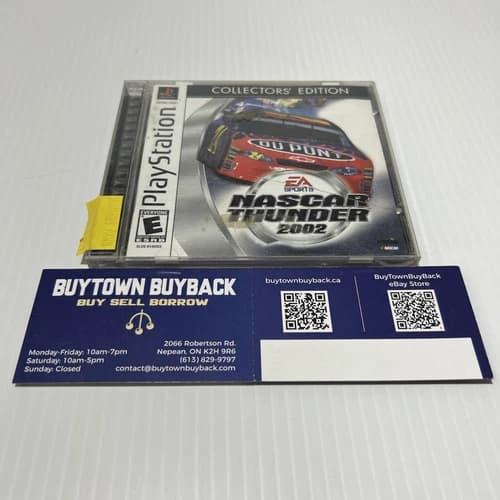 COLLECTORS' EDITION
PlayStation
DU PONT
EA
SPORTS
NASCAR
THUNDER
2002
EVERYONE
E
ESRB
NASCAR
BUYTOWN BUYBACK
BUY SELL BORROW
Monday-Friday: 10am-7pm
Saturday: 10am-5pm
Sunday: Closed
2066 Robertson Rd.
Nepean, ON K2H 9R6
(613) 829-9797
contact@buytownbuyback.com
buytownbuyback.ca
BuyTownBuyBack
eBay Store